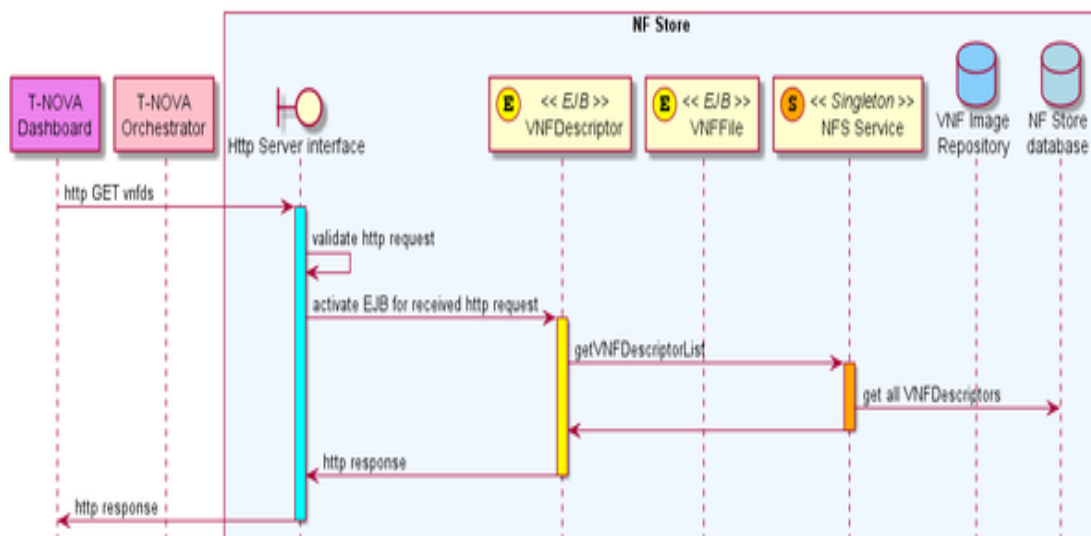 NF Store
T-NOVA
Dashboard
T-NOVA
Orchestrator
Http Server interface
E
<< EJB >>
VNFDescriptor
E
<< EJB >>
VNFFile
S
<< Singleton >>
NFS Service
VNF Image
Repository
NF Store
database
http GET vnfds
validate http request
activate EJB for received http request
getVNFDescriptorList
get all VNFDescriptors
http response
http response